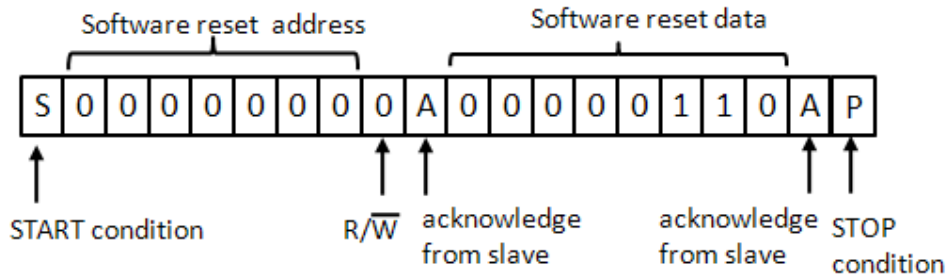 Software reset address Software reset data
S 0 0 0 0 0 0 0 0 A 0 0 0 0 0 1 1 0 A P
START condition R/W̅ acknowledge acknowledge STOP
from slave from slave condition